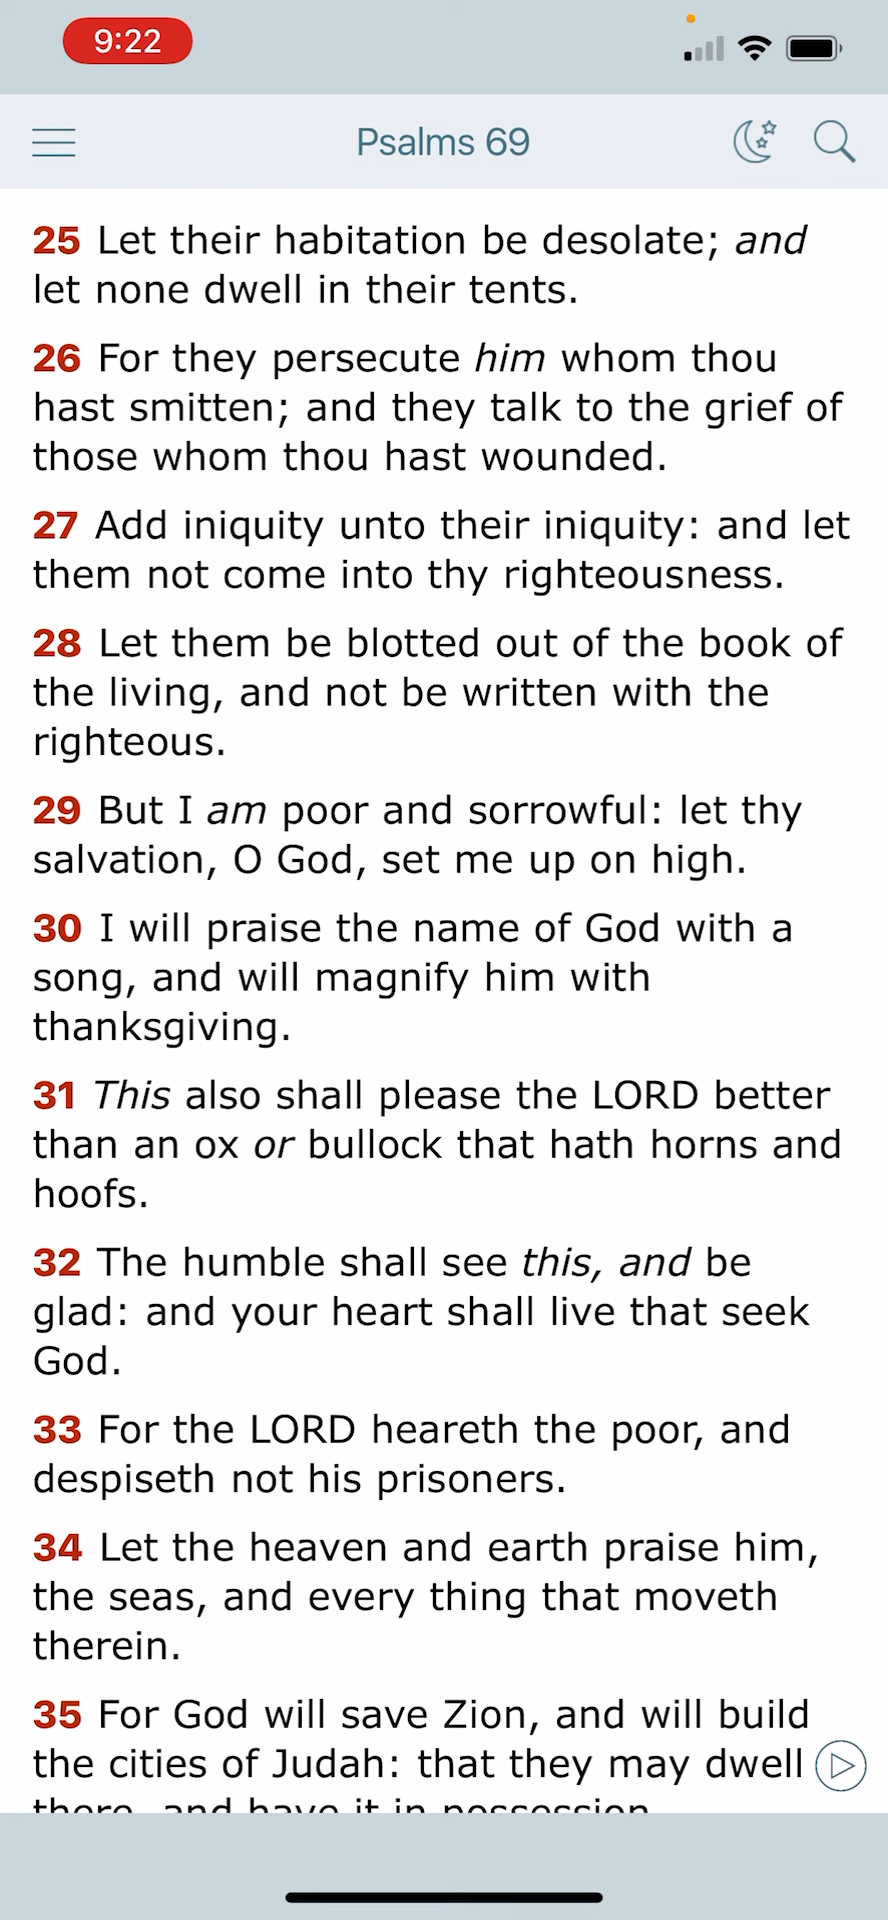 9:22
Psalms 69
25 Let their habitation be desolate; and
let none dwell in their tents.
26 For they persecute him whom thou
hast smitten; and they talk to the grief of
those whom thou hast wounded.
27 Add iniquity unto their iniquity: and let
them not come into thy righteousness.
28 Let them be blotted out of the book of
the living, and not be written with the
righteous.
29 But I am poor and sorrowful: let thy
salvation, O God, set me up on high.
30 I will praise the name of God with a
song, and will magnify him with
thanksgiving.
31 This also shall please the LORD better
than an ox or bullock that hath horns and
hoofs.
32 The humble shall see this, and be
glad: and your heart shall live that seek
God.
33 For the LORD heareth the poor, and
despiseth not his prisoners.
34 Let the heaven and earth praise him,
the seas, and every thing that moveth
therein.
35 For God will save Zion, and will build
the cities of Judah: that they may dwell
there, and have it in possession